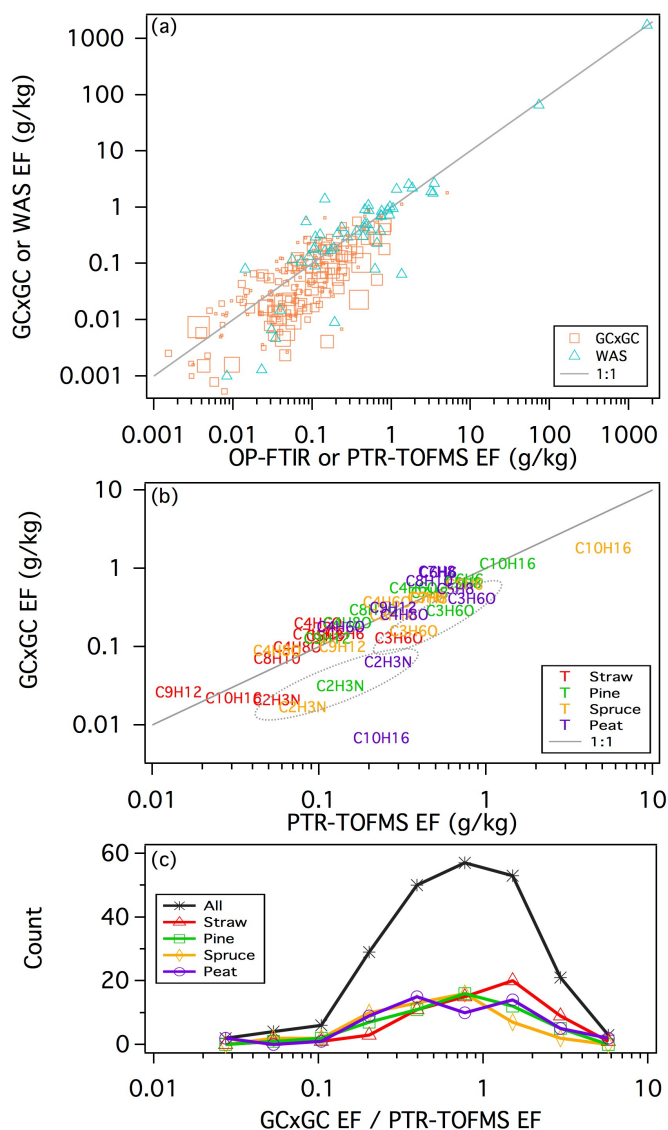 (a)
1000
100
10
1
0.1
0.01
0.001
GCxGC or WAS EF (g/kg)
GCxGC
WAS
1:1
0.001 0.01 0.1 1 10 100 1000
OP-FTIR or PTR-TOFMS EF (g/kg)
(b)
10
1
0.1
0.01
GCxGC EF (g/kg)
C10H16
C10H16
C3H6O
C4H8O
C3H6O
C9H12
C3H6O
C9H12
C8H10
C2H3N
C9H12
C10H16
C2H3N
C2H3N
C2H3N
C10H16
Straw
Pine
Spruce
Peat
1:1
0.01 0.1 1 10
PTR-TOFMS EF (g/kg)
(c)
60
40
20
0
Count
All
Straw
Pine
Spruce
Peat
0.01 0.1 1 10
GCxGC EF / PTR-TOFMS EF